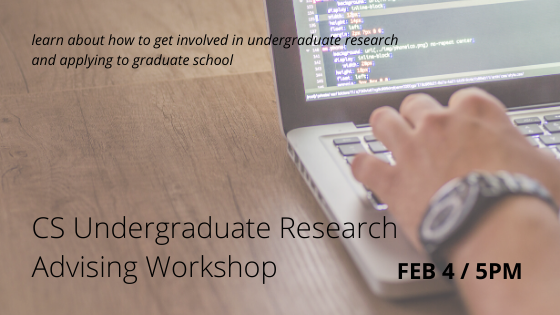 learn about how to get involved in undergraduate research
and applying to graduate school
CS Undergraduate Research
Advising Workshop
FEB 4 / 5PM